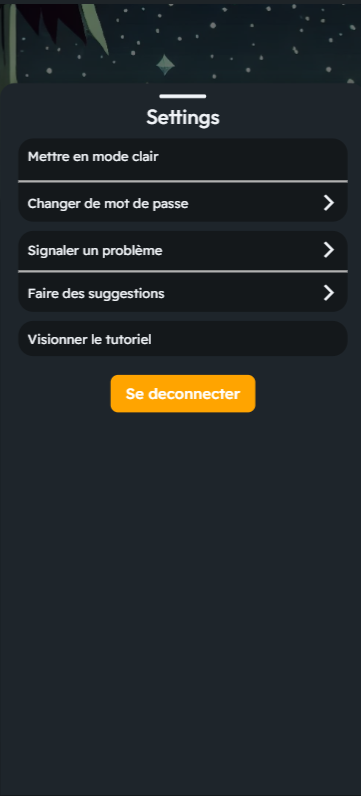 Settings
Mettre en mode clair
Changer de mot de passe
Signaler un problème
Faire des suggestions
Visionner le tutoriel
Se deconnecter